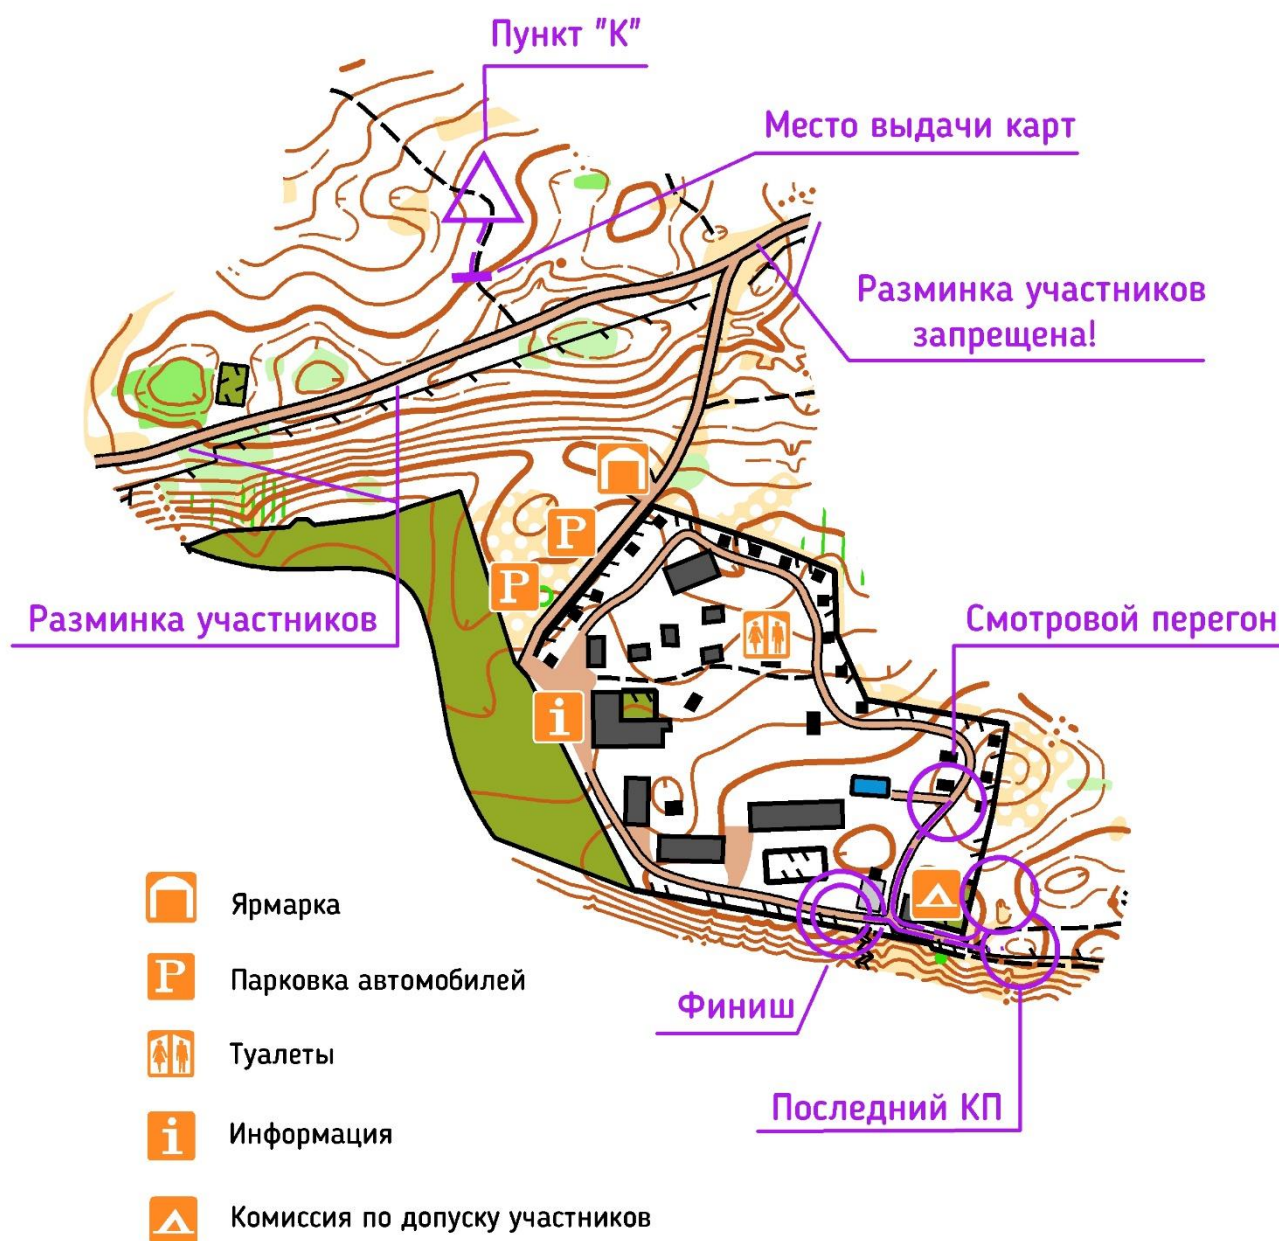 Пункт "К"
Место выдачи карт
Разминка участников
запрещена!
P
P
Разминка участников
Смотровой перегон
i
Финиш
Последний КП
Ярмарка
P
Парковка автомобилей
Туалеты
i
Информация
Комиссия по допуску участников